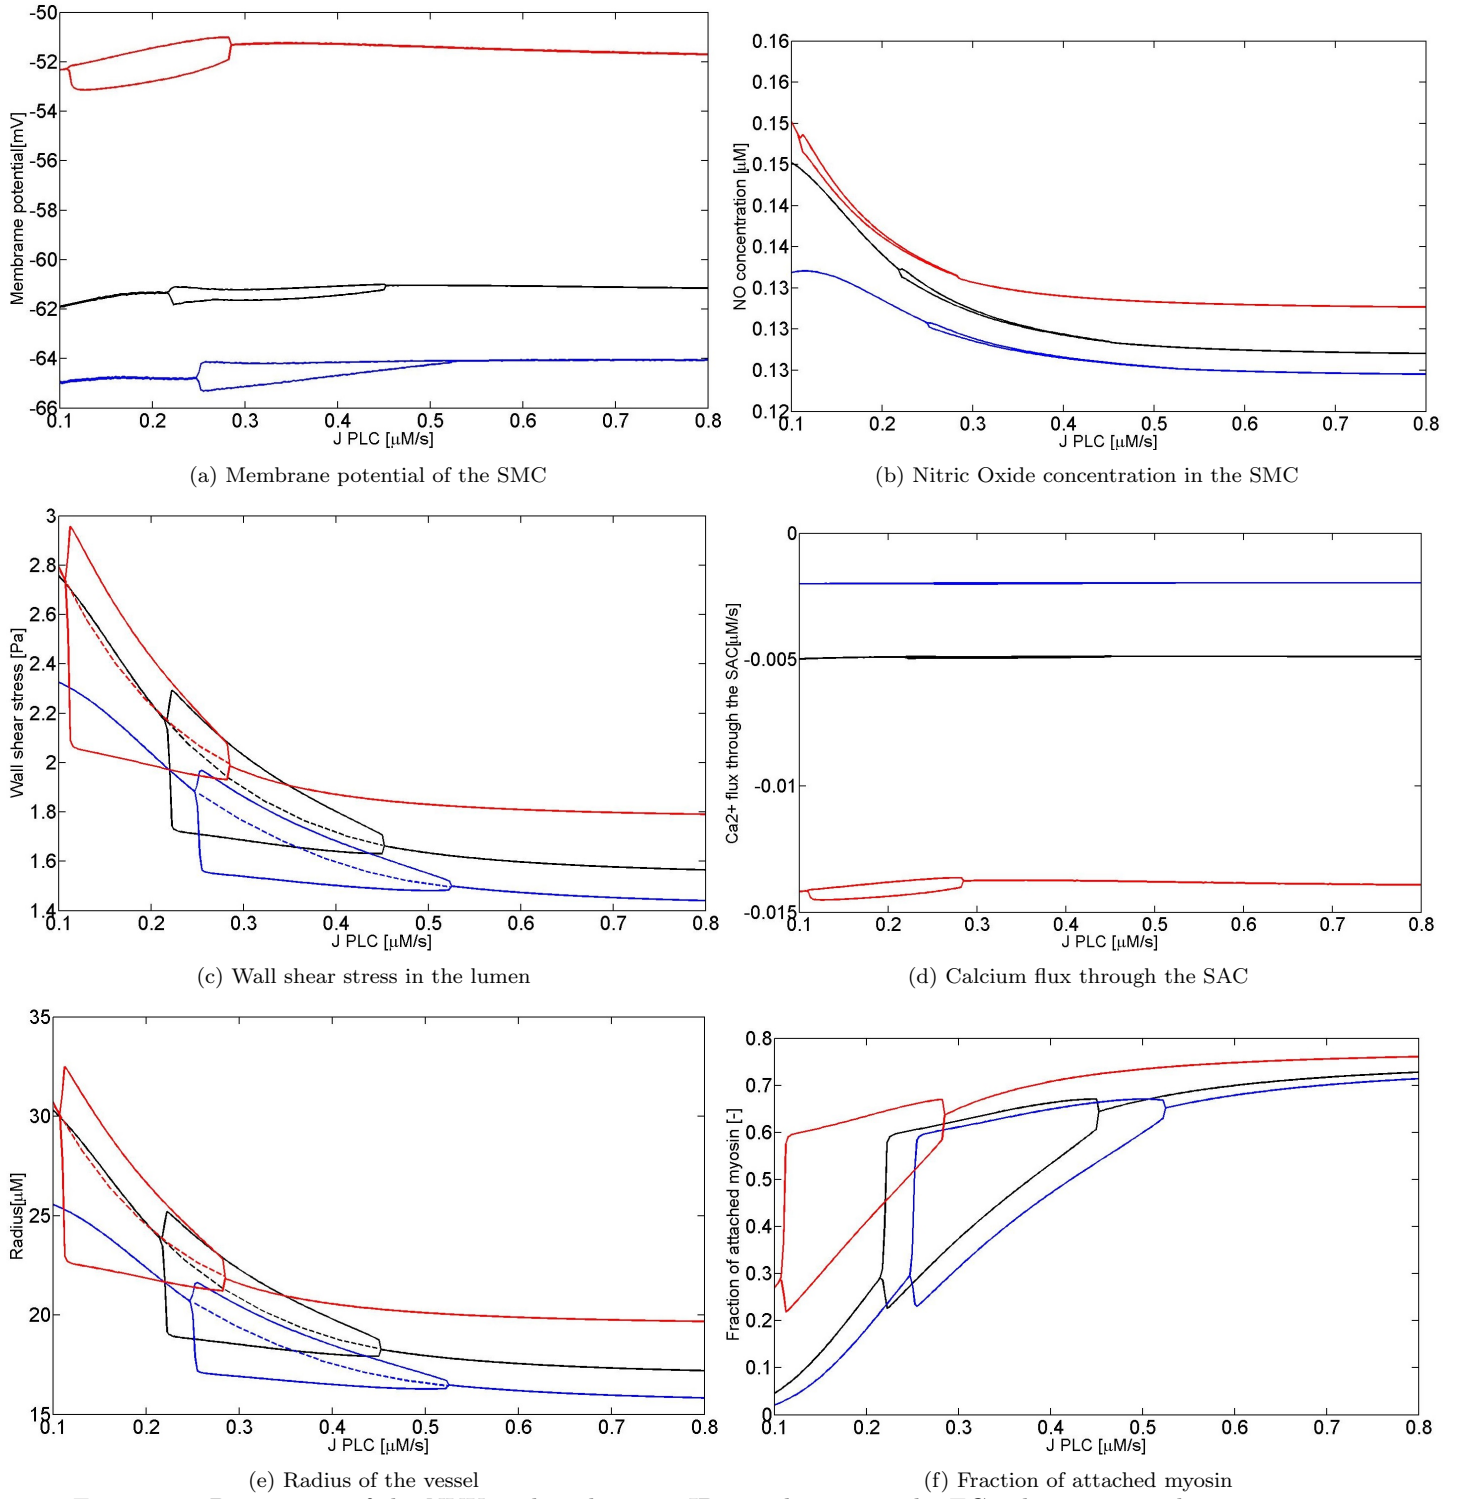 -50
-52
-54
-56
-58
-60
-62
-64
-66
Membrame potential[mV]
0.1 0.2 0.3 0.4 0.5 0.6 0.7 0.8
J PLC [μM/s]
(a) Membrane potential of the SMC
0.16
0.16
0.15
0.15
0.14
0.14
0.13
0.13
0.13
0.12
NO concentration [μM]
0.1 0.2 0.3 0.4 0.5 0.6 0.7 0.8
J PLC [μM/s]
(b) Nitric Oxide concentration in the SMC
3
2.8
2.6
2.4
2.2
2
1.8
1.6
1.4
Wall shear stress [Pa]
0.1 0.2 0.3 0.4 0.5 0.6 0.7 0.8
J PLC [μM/s]
(c) Wall shear stress in the lumen
0
-0.005
-0.01
-0.015
Ca2+ flux through the SAC[μM/s]
0.1 0.2 0.3 0.4 0.5 0.6 0.7 0.8
J PLC [μM/s]
(d) Calcium flux through the SAC
35
30
25
20
15
Radius[μM]
0.1 0.2 0.3 0.4 0.5 0.6 0.7 0.8
J PLC [μM/s]
(e) Radius of the vessel
0.8
0.7
0.6
0.5
0.4
0.3
0.2
0.1
0
Fraction of attached myosin [-]
0.1 0.2 0.3 0.4 0.5 0.6 0.7 0.8
J PLC [μM/s]
(f) Fraction of attached myosin